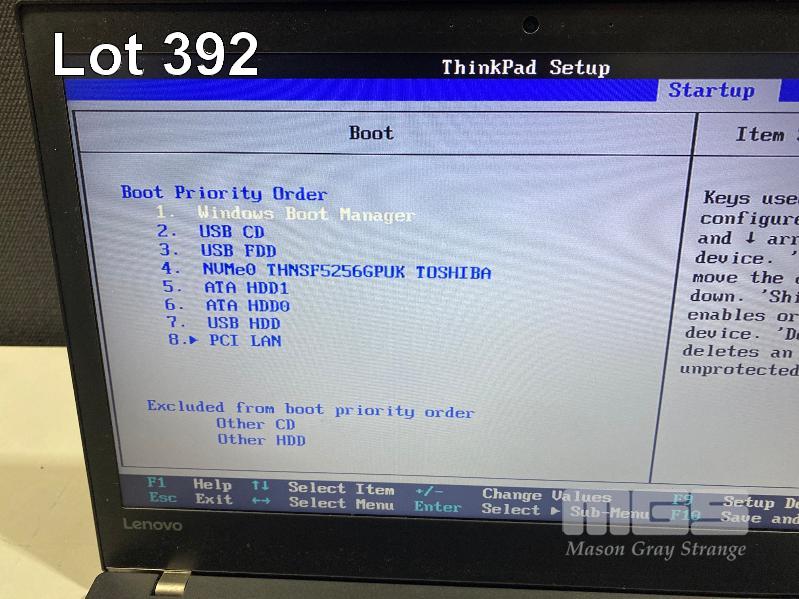 Lot 392
ThinkPad Setup
Startup
Boot
Item
Boot Priority Order
1. Windows Boot Manager
2. USB CD
3. USB FDD
4. NVMe0 THNSF5256GPUK TOSHIBA
5. ATA HDD1
6. ATA HDD0
7. USB HDD
8.▸ PCI LAN
Excluded from boot priority order
Other CD
Other HDD
Keys use
configure
and ↓ arr
device. '
move the
down. 'Shi
enables or
device. 'De
deletes an
unprotected
F1 Help ↑↓ Select Item +/- Change Values F9 Setup De
Esc Exit ↔ Select Menu Enter Select ▸ Sub-Menu F10 Save and
Lenovo
MGS
Mason Gray Strange